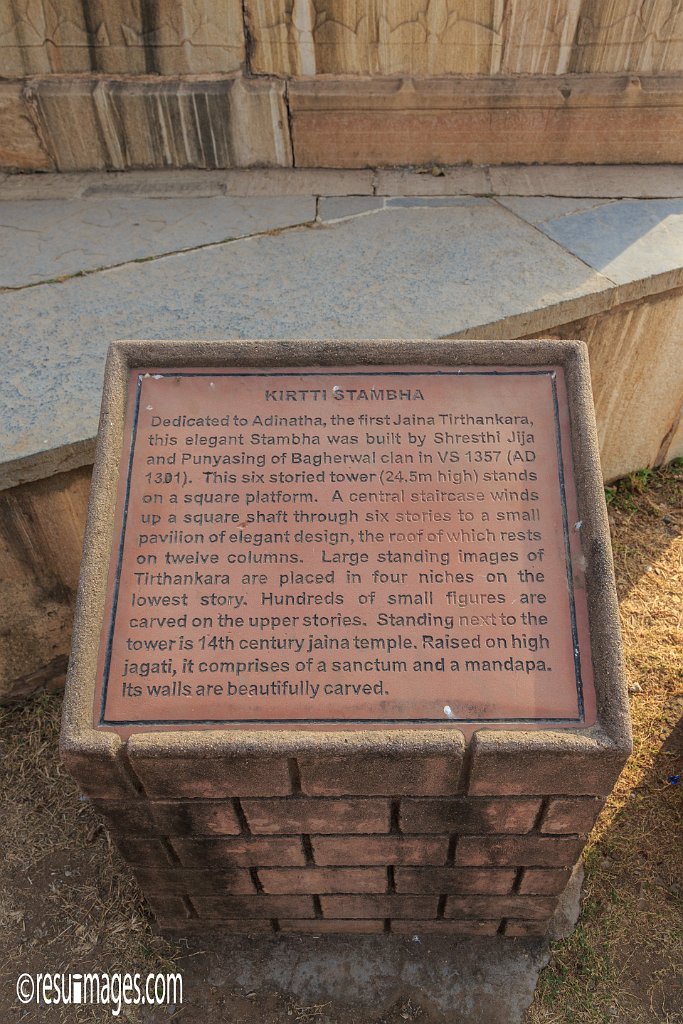 KIRTTI STAMBHA
Dedicated to Adinatha, the first Jaina Tirthankara,
this elegant Stambha was built by Shresthi Jija
and Punyasing of Bagherwal clan in VS 1357 (AD
1301). This six storied tower (24.5m high) stands
on a square platform. A central staircase winds
up a square shaft through six stories to a small
pavilion of elegant design, the roof of which rests
on twelve columns. Large standing images of
Tirthankara are placed in four niches on the
lowest story. Hundreds of small figures are
carved on the upper stories. Standing next to the
tower is 14th century jaina temple. Raised on high
jagati, it comprises of a sanctum and a mandapa.
Its walls are beautifully carved.
©resuimages.com